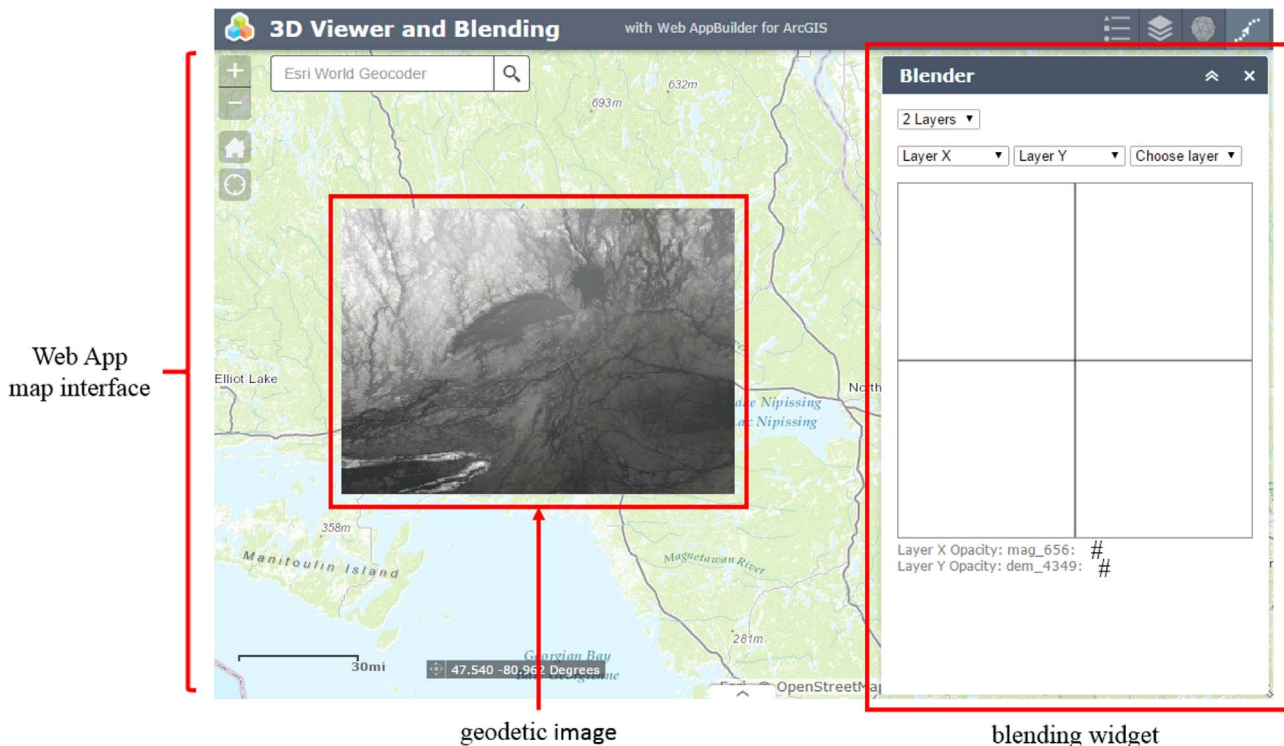 3D Viewer and Blending
with Web AppBuilder for ArcGIS
Esri World Geocoder
Blender
2 Layers
Layer X
Layer Y
Choose layer
632m
693m
Web App
map interface
Elliot Lake
North
Nipissing
Lac Nipissing
358m
Manitoulin Island
Magnetawan River
Layer X Opacity: mag_656: #
Layer Y Opacity: dem_4349: #
281m
Georgian Bay
30mi
47.540 -80.962 Degrees
OpenStreetMap
geodetic image
blending widget